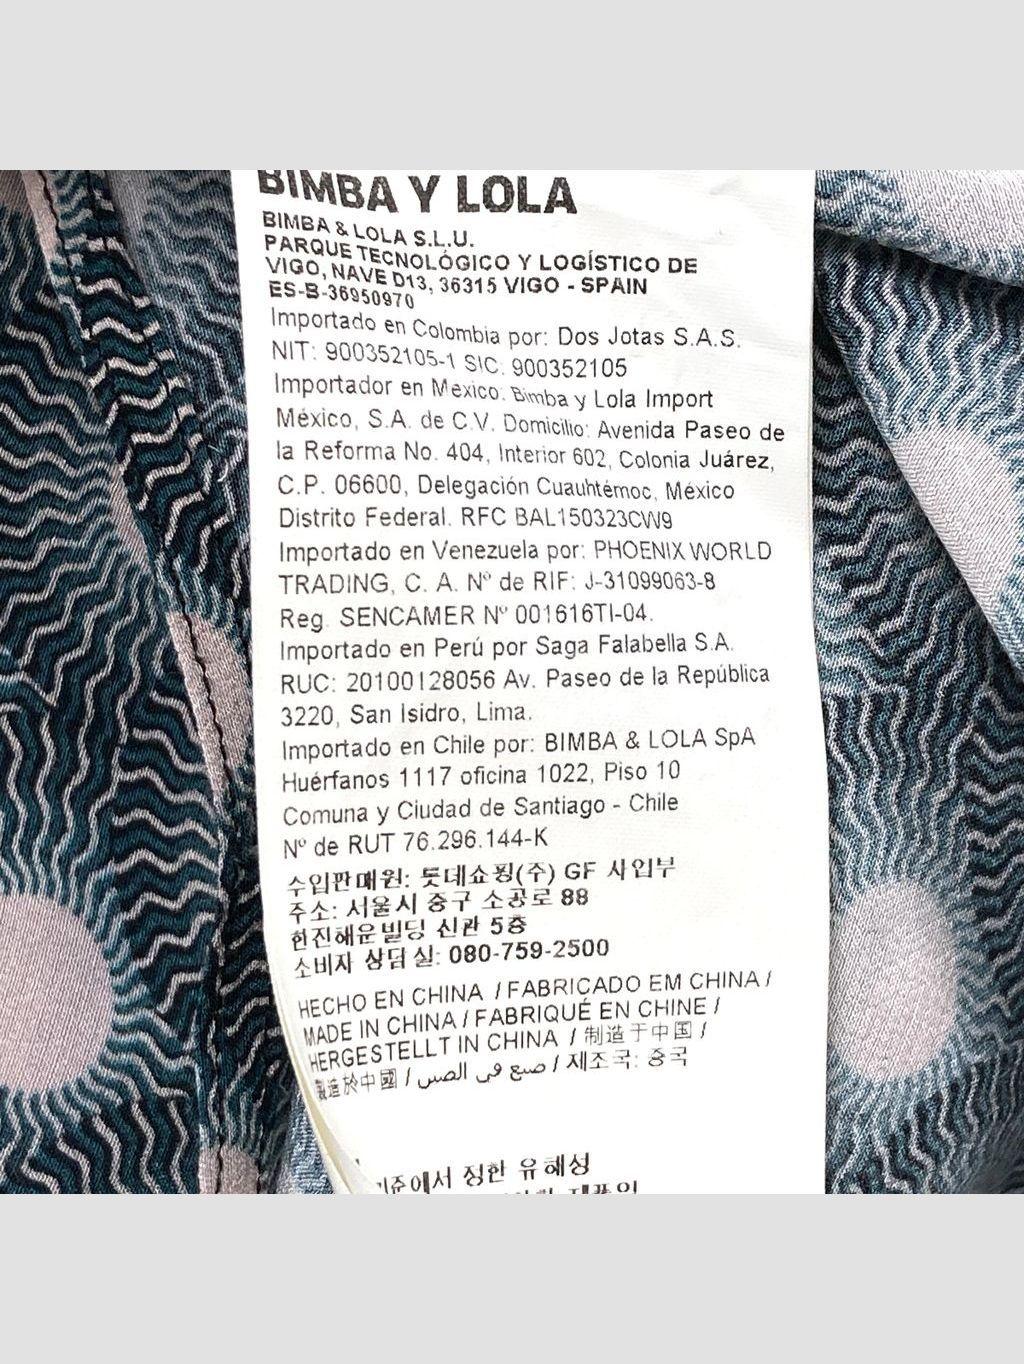 BIMBA Y LOLA
BIMBA & LOLA S.L.U.
PARQUE TECNOLÓGICO Y LOGÍSTICO DE
VIGO, NAVE D13, 36315 VIGO - SPAIN
ES-B-36950970
Importado en Colombia por: Dos Jotas S.A.S.
NIT: 900352105-1 SIC: 900352105
Importador en Mexico: Bimba y Lola Import
México, S.A. de C.V. Domicilio: Avenida Paseo de
la Reforma No. 404, Interior 602, Colonia Juárez,
C.P. 06600, Delegación Cuauhtémoc, México
Distrito Federal. RFC BAL150323CW9
Importado en Venezuela por: PHOENIX WORLD
TRADING, C. A. Nº de RIF: J-31099063-8
Reg. SENCAMER Nº 001616TI-04.
Importado en Perú por Saga Falabella S.A.
RUC: 20100128056 Av. Paseo de la República
3220, San Isidro, Lima.
Importado en Chile por: BIMBA & LOLA SpA
Huérfanos 1117 oficina 1022, Piso 10
Comuna y Ciudad de Santiago - Chile
Nº de RUT 76.296.144-K
수입판매원: 롯데쇼핑(주) GF 사업부
주소: 서울시 중구 소공로 88
한진해운빌딩 신관 5층
소비자 상담실: 080-759-2500
HECHO EN CHINA / FABRICADO EM CHINA /
MADE IN CHINA / FABRIQUÉ EN CHINE /
HERGESTELLT IN CHINA / 制造于中国 /
製造於中國 / صنع في الصين / 제조국: 중국
정한 유해성